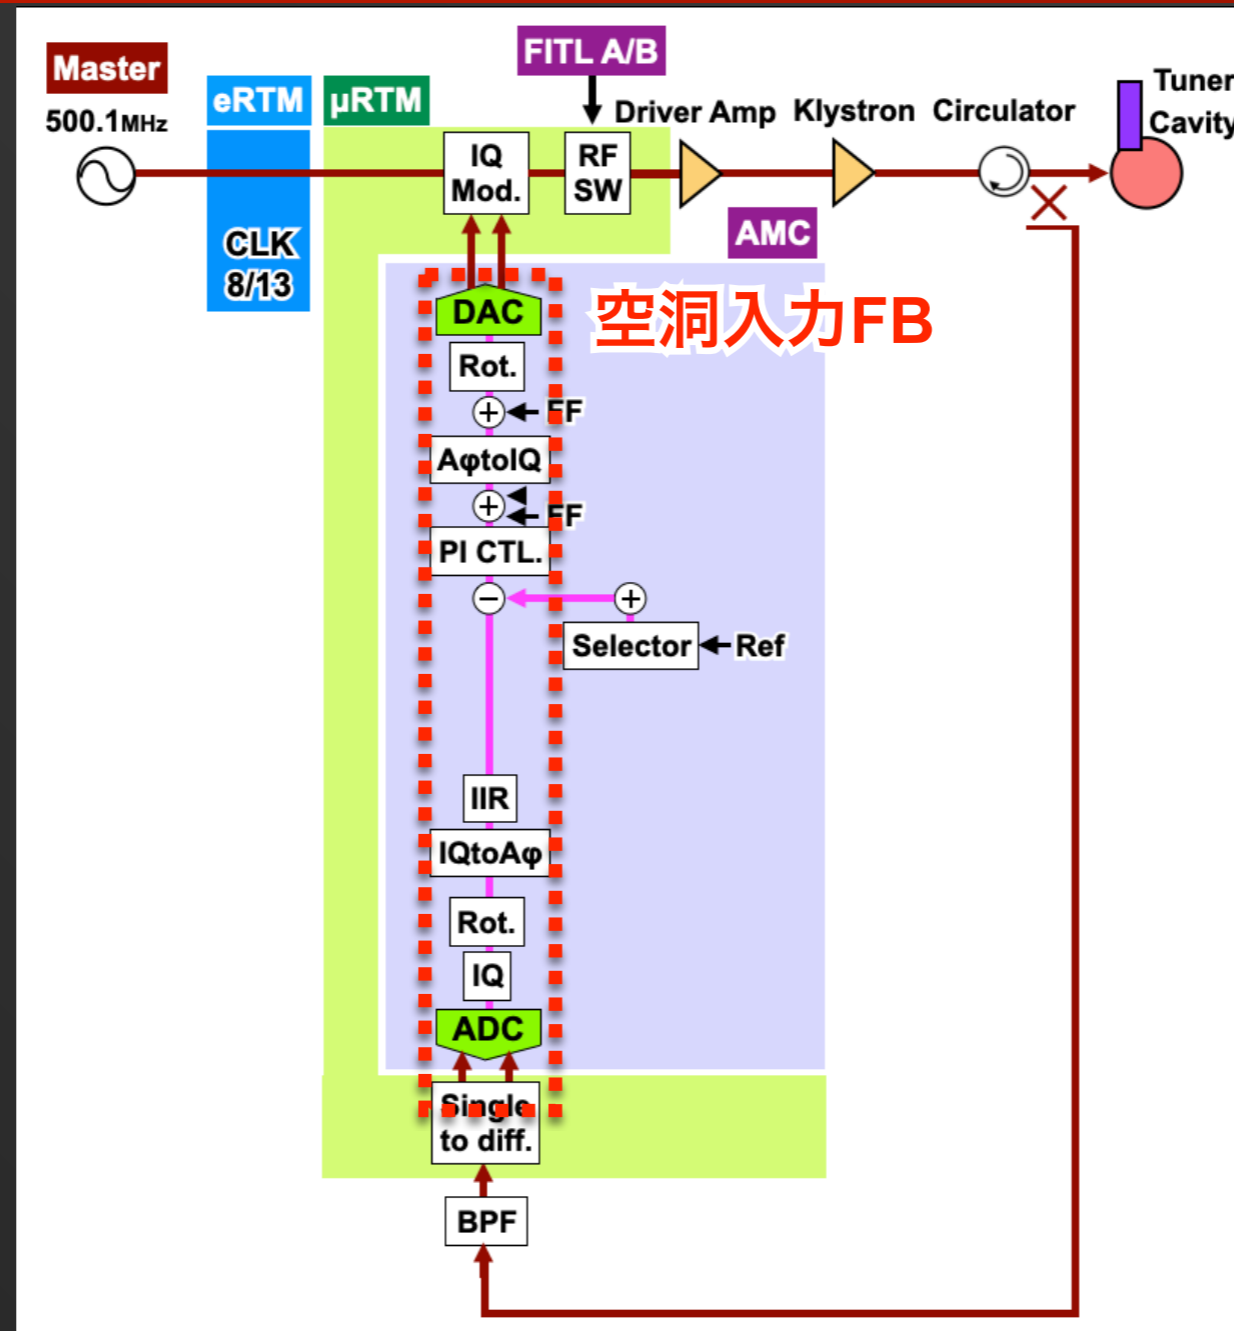 Master
500.1MHz
eRTM
μRTM
FITL A/B
Driver Amp
Klystron
Circulator
Tuner
Cavity
IQ
Mod.
RF
SW
CLK
8/13
AMC
DAC
空洞入力FB
Rot.
FF
AφtoIQ
FF
PI CTL.
Selector
Ref
IIR
IQtoAφ
Rot.
IQ
ADC
Single
to diff.
BPF